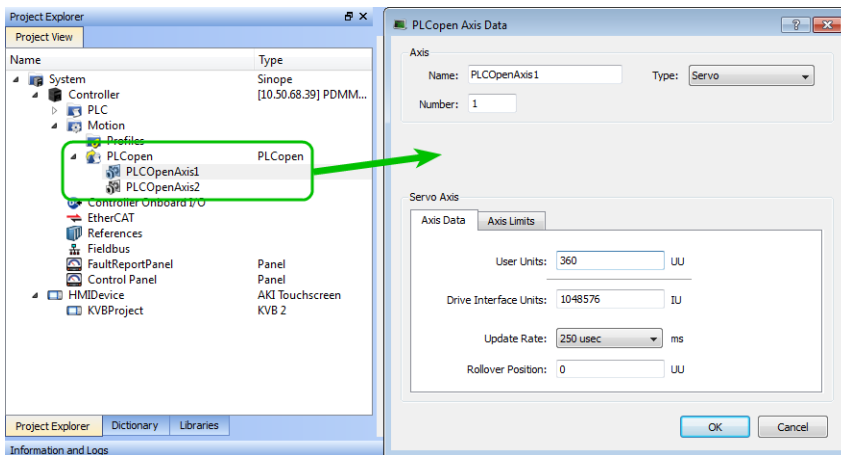 Project Explorer
Project View
Name Type
System Sinope
Controller [10.50.68.39] PDMM...
PLC
Motion
Profiles
PLCopen PLCopen
PLCOpenAxis1
PLCOpenAxis2
Controller Onboard I/O
EtherCAT
References
Fieldbus
FaultReportPanel Panel
Control Panel Panel
HMIDevice AKI Touchscreen
KVBProject KVB 2
Project Explorer Dictionary Libraries
Information and Logs
PLCopen Axis Data
Axis
Name: PLCOpenAxis1 Type: Servo
Number: 1
Servo Axis
Axis Data Axis Limits
User Units: 360 UU
Drive Interface Units: 1048576 IU
Update Rate: 250 usec ms
Rollover Position: 0 UU
OK Cancel